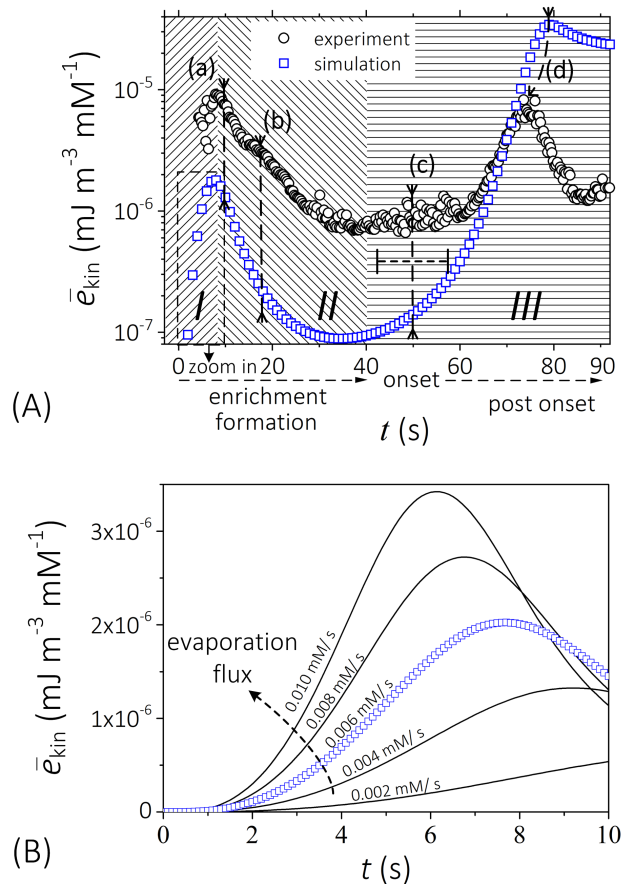 (A)
10⁻⁵
10⁻⁶
10⁻⁷
ē_kin (mJ m⁻³ mM⁻¹)
experiment
simulation
(a)
(b)
(c)
(d)
I
II
III
0 zoom in 20 40 60 80
onset
enrichment formation
post onset
t (s)
(B)
3x10⁻⁶
2x10⁻⁶
1x10⁻⁶
0
ē_kin (mJ m⁻³ mM⁻¹)
evaporation
flux
0.010 mM/ s
0.008 mM/ s
0.006 mM/ s
0.004 mM/ s
0.002 mM/ s
0 2 4 6 8 10
t (s)